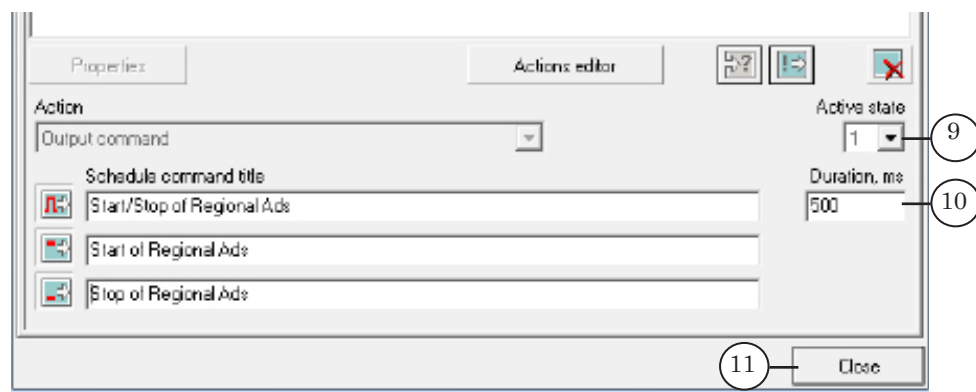 Properties Actions editor
Action Active state
Output command 1 9
Schedule command title Duration, ms
Start/Stop of Regional Ads 500 10
Start of Regional Ads
Stop of Regional Ads
11 Close